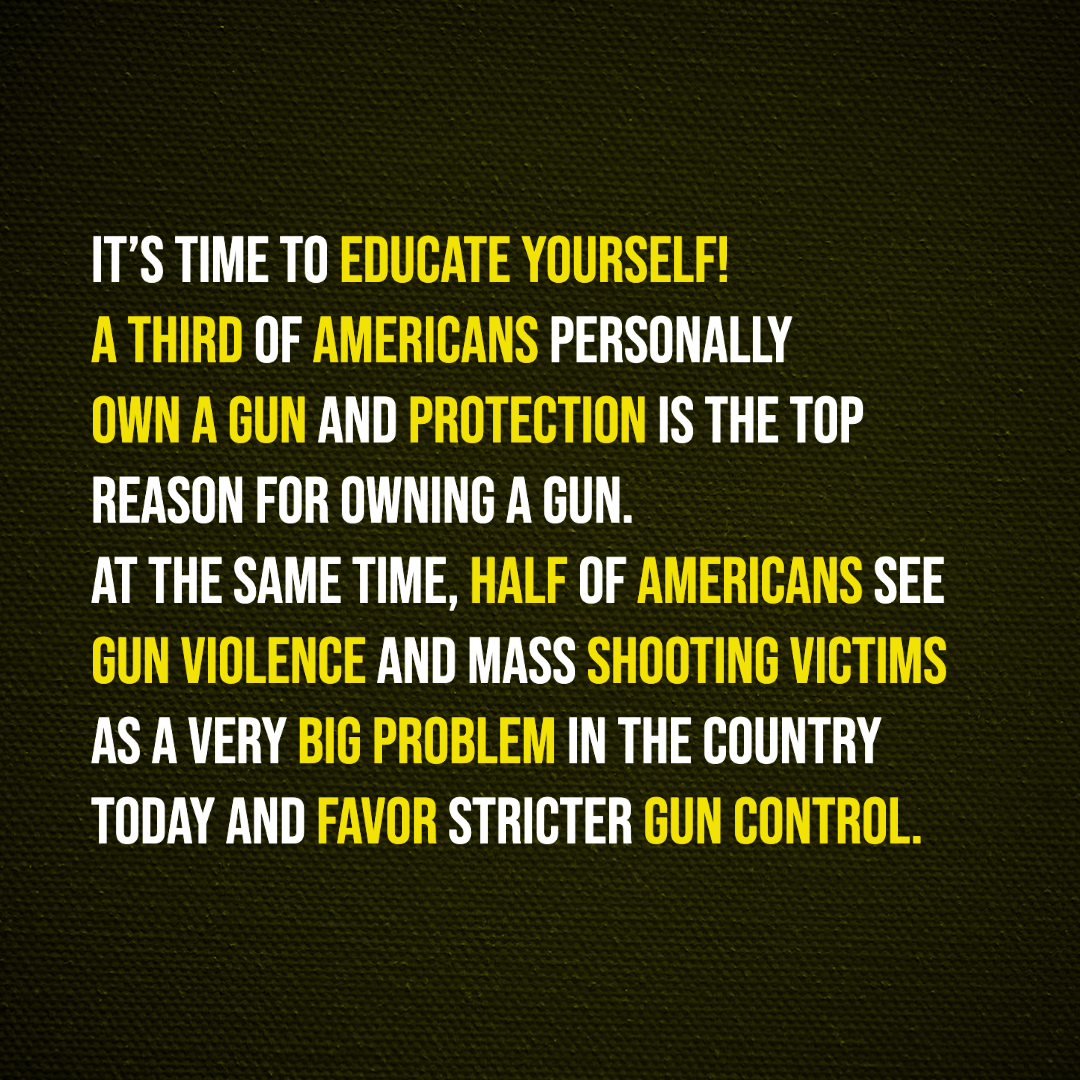 IT'S TIME TO EDUCATE YOURSELF!
A THIRD OF AMERICANS PERSONALLY
OWN A GUN AND PROTECTION IS THE TOP
REASON FOR OWNING A GUN.
AT THE SAME TIME, HALF OF AMERICANS SEE
GUN VIOLENCE AND MASS SHOOTING VICTIMS
AS A VERY BIG PROBLEM IN THE COUNTRY
TODAY AND FAVOR STRICTER GUN CONTROL.